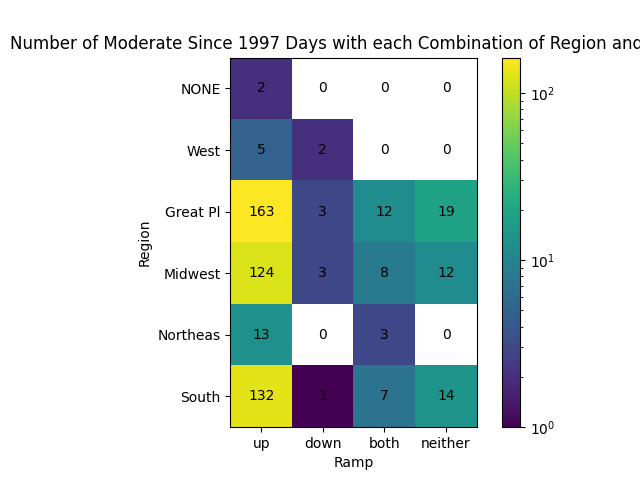 Number of Moderate Since 1997 Days with each Combination of Region and
NONE 2 0 0 0
West 5 2 0 0
Great Pl 163 3 12 19
Midwest 124 3 8 12
Northeas 13 0 3 0
South 132 1 7 14
up down both neither
Ramp
Region
10²
10¹
10⁰